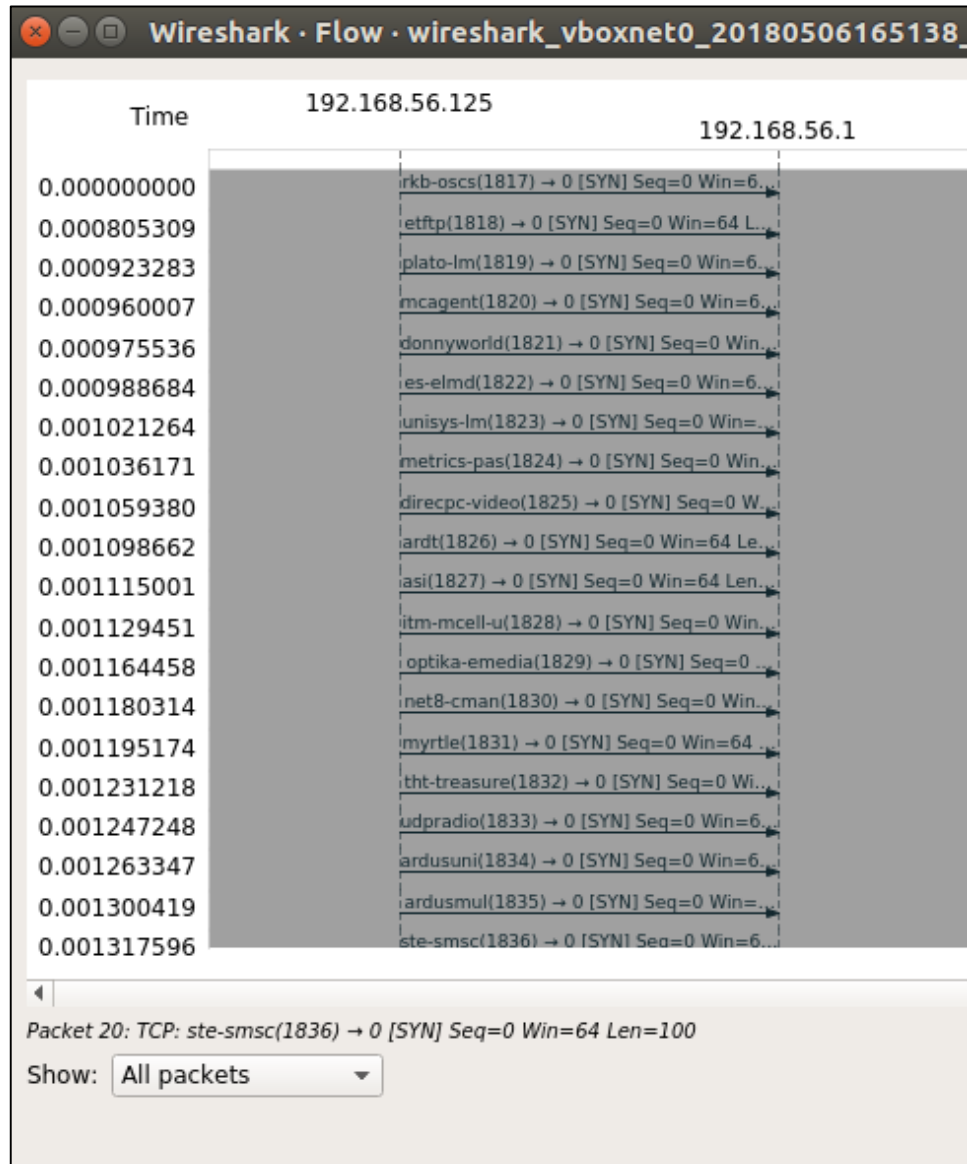 Wireshark · Flow · wireshark_vboxnet0_20180506165138_
192.168.56.125
Time
192.168.56.1
0.000000000 rkb-oscs(1817) → 0 [SYN] Seq=0 Win=6...
0.000805309 etftp(1818) → 0 [SYN] Seq=0 Win=64 L...
0.000923283 plato-lm(1819) → 0 [SYN] Seq=0 Win=6...
0.000960007 mcagent(1820) → 0 [SYN] Seq=0 Win=6...
0.000975536 donnyworld(1821) → 0 [SYN] Seq=0 Win...
0.000988684 es-elmd(1822) → 0 [SYN] Seq=0 Win=6...
0.001021264 unisys-lm(1823) → 0 [SYN] Seq=0 Win=...
0.001036171 metrics-pas(1824) → 0 [SYN] Seq=0 Win...
0.001059380 direcpc-video(1825) → 0 [SYN] Seq=0 W...
0.001098662 ardt(1826) → 0 [SYN] Seq=0 Win=64 Le...
0.001115001 asi(1827) → 0 [SYN] Seq=0 Win=64 Len...
0.001129451 itm-mcell-u(1828) → 0 [SYN] Seq=0 Win...
0.001164458 optika-emedia(1829) → 0 [SYN] Seq=0 ...
0.001180314 net8-cman(1830) → 0 [SYN] Seq=0 Win...
0.001195174 myrtle(1831) → 0 [SYN] Seq=0 Win=64 ...
0.001231218 tht-treasure(1832) → 0 [SYN] Seq=0 Wi...
0.001247248 udpradio(1833) → 0 [SYN] Seq=0 Win=6...
0.001263347 ardusuni(1834) → 0 [SYN] Seq=0 Win=6...
0.001300419 ardusmul(1835) → 0 [SYN] Seq=0 Win=...
0.001317596 ste-smsc(1836) → 0 [SYN] Seq=0 Win=6...
Packet 20: TCP: ste-smsc(1836) → 0 [SYN] Seq=0 Win=64 Len=100
Show: All packets